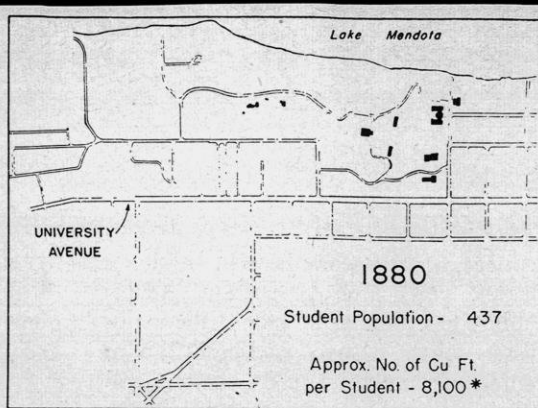 Lake Mendota
UNIVERSITY
AVENUE
1880
Student Population - 437
Approx. No. of Cu Ft.
per Student - 8,100*